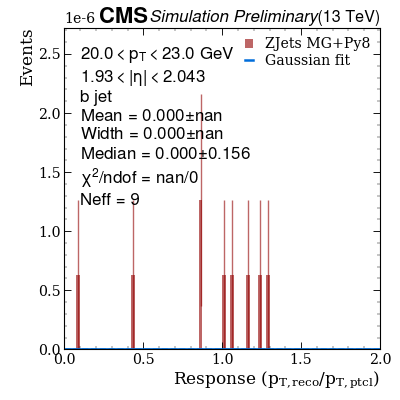 1e-6 CMS Simulation Preliminary (13 TeV)
Events
20.0 < pT < 23.0 GeV
1.93 < |η| < 2.043
b jet
Mean = 0.000±nan
Width = 0.000±nan
Median = 0.000±0.156
χ²/ndof = nan/0
Neff = 9
ZJets MG+Py8
Gaussian fit
2.5
2.0
1.5
1.0
0.5
0.0
0.0 0.5 1.0 1.5 2.0
Response (pT,reco/pT,ptcl)